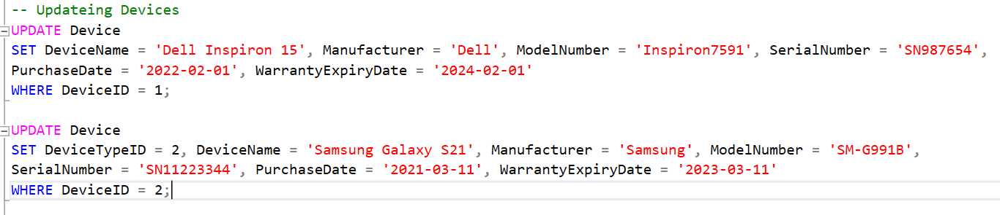 -- Updateing Devices
UPDATE Device
SET DeviceName = 'Dell Inspiron 15', Manufacturer = 'Dell', ModelNumber = 'Inspiron7591', SerialNumber = 'SN987654',
PurchaseDate = '2022-02-01', WarrantyExpiryDate = '2024-02-01'
WHERE DeviceID = 1;
UPDATE Device
SET DeviceTypeID = 2, DeviceName = 'Samsung Galaxy S21', Manufacturer = 'Samsung', ModelNumber = 'SM-G991B',
SerialNumber = 'SN11223344', PurchaseDate = '2021-03-11', WarrantyExpiryDate = '2023-03-11'
WHERE DeviceID = 2;